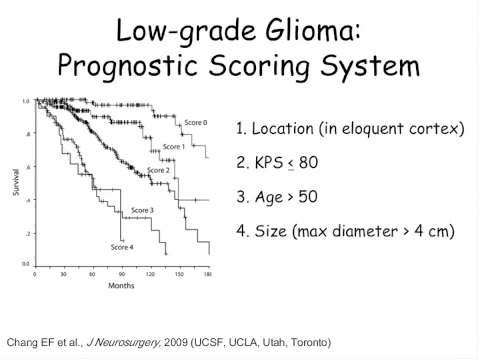 Low-grade Glioma:
Prognostic Scoring System
1.0
.8
.6
.4
.2
0.0
Survival
0 30 60 90 120 150 180
Months
Score 0
Score 1
Score 2
Score 3
Score 4
1. Location (in eloquent cortex)
2. KPS ≤ 80
3. Age > 50
4. Size (max diameter > 4 cm)
Chang EF et al., J Neurosurgery, 2009 (UCSF, UCLA, Utah, Toronto)